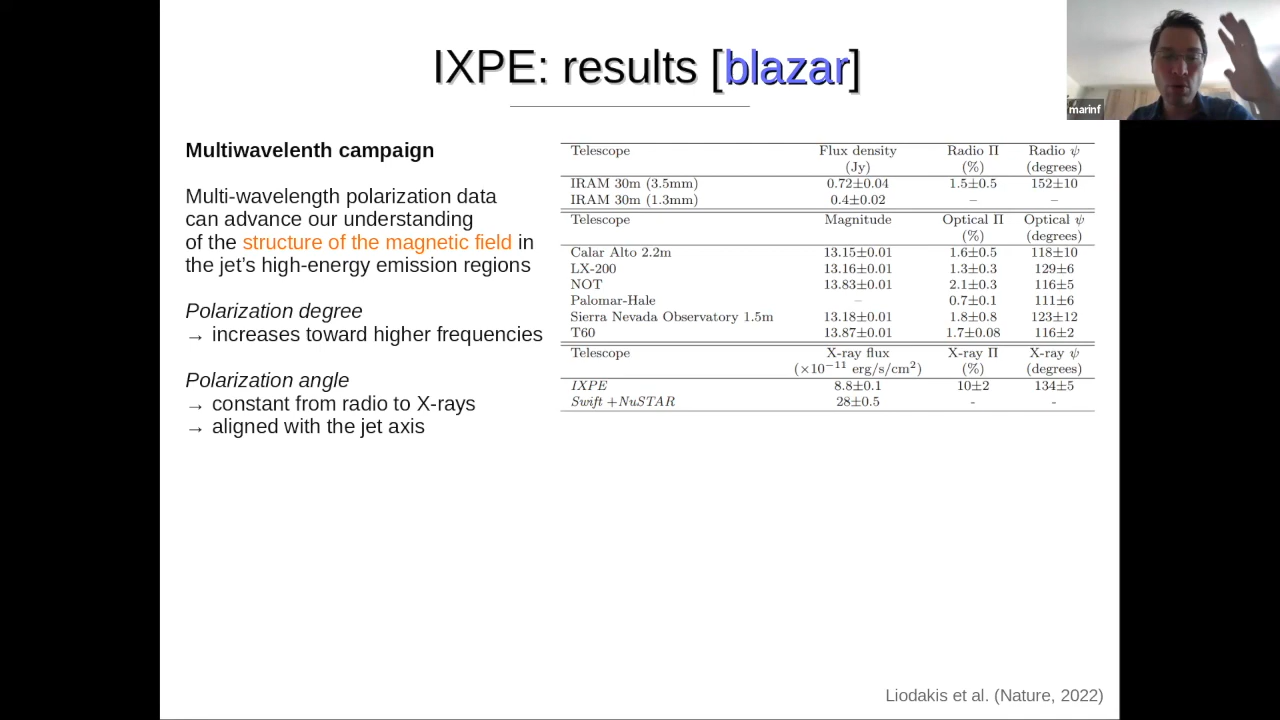 IXPE: results [blazar]
marinf
Multiwavelenth campaign
Multi-wavelength polarization data
can advance our understanding
of the structure of the magnetic field in
the jet's high-energy emission regions
Polarization degree
→ increases toward higher frequencies
Polarization angle
→ constant from radio to X-rays
→ aligned with the jet axis
Telescope Flux density Radio Π Radio ψ
(Jy) (%) (degrees)
IRAM 30m (3.5mm) 0.72±0.04 1.5±0.5 152±10
IRAM 30m (1.3mm) 0.4±0.02 – –
Telescope Magnitude Optical Π Optical ψ
(%) (degrees)
Calar Alto 2.2m 13.15±0.01 1.6±0.5 118±10
LX-200 13.16±0.01 1.3±0.3 129±6
NOT 13.83±0.01 2.1±0.3 116±5
Palomar-Hale – 0.7±0.1 111±6
Sierra Nevada Observatory 1.5m 13.18±0.01 1.8±0.8 123±12
T60 13.87±0.01 1.7±0.08 116±2
Telescope X-ray flux X-ray Π X-ray ψ
(×10⁻¹¹ erg/s/cm²) (%) (degrees)
IXPE 8.8±0.1 10±2 134±5
Swift+NuSTAR 28±0.5 - -
Liodakis et al. (Nature, 2022)